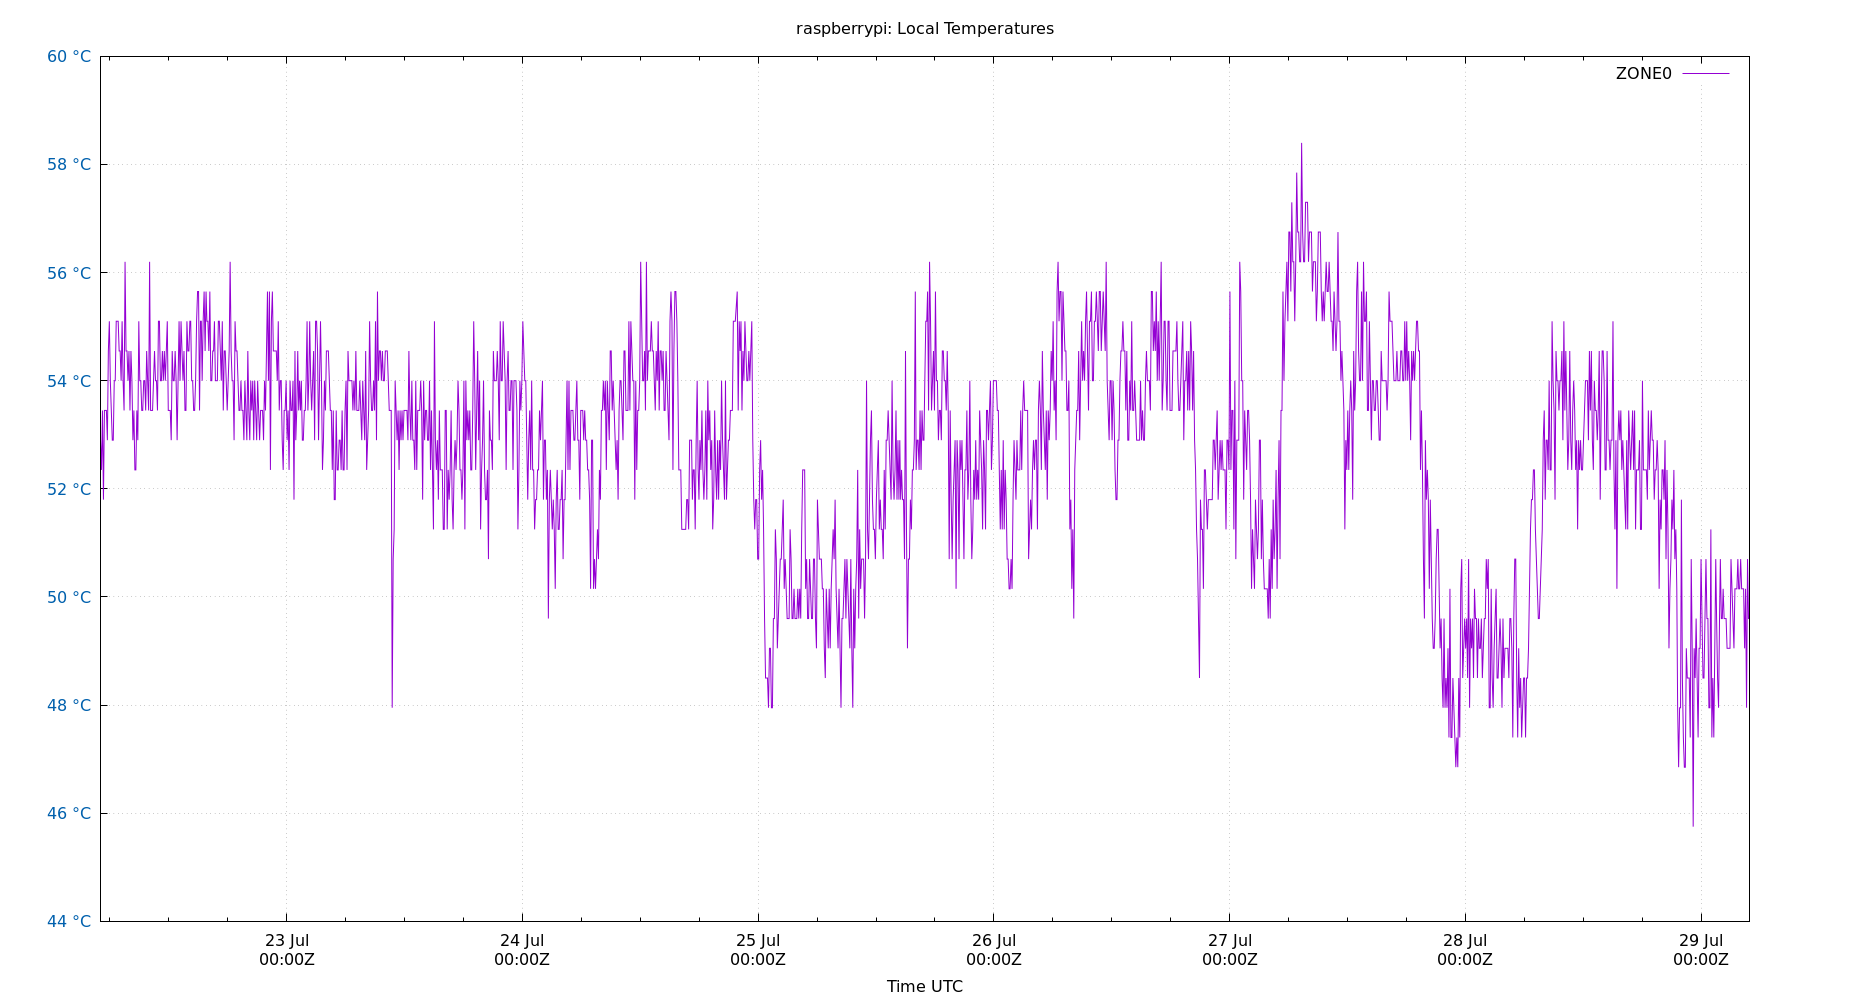 raspberrypi: Local Temperatures
60 °C
58 °C
56 °C
54 °C
52 °C
50 °C
48 °C
46 °C
44 °C
ZONE0
23 Jul
00:00Z
24 Jul
00:00Z
25 Jul
00:00Z
26 Jul
00:00Z
27 Jul
00:00Z
28 Jul
00:00Z
29 Jul
00:00Z
Time UTC